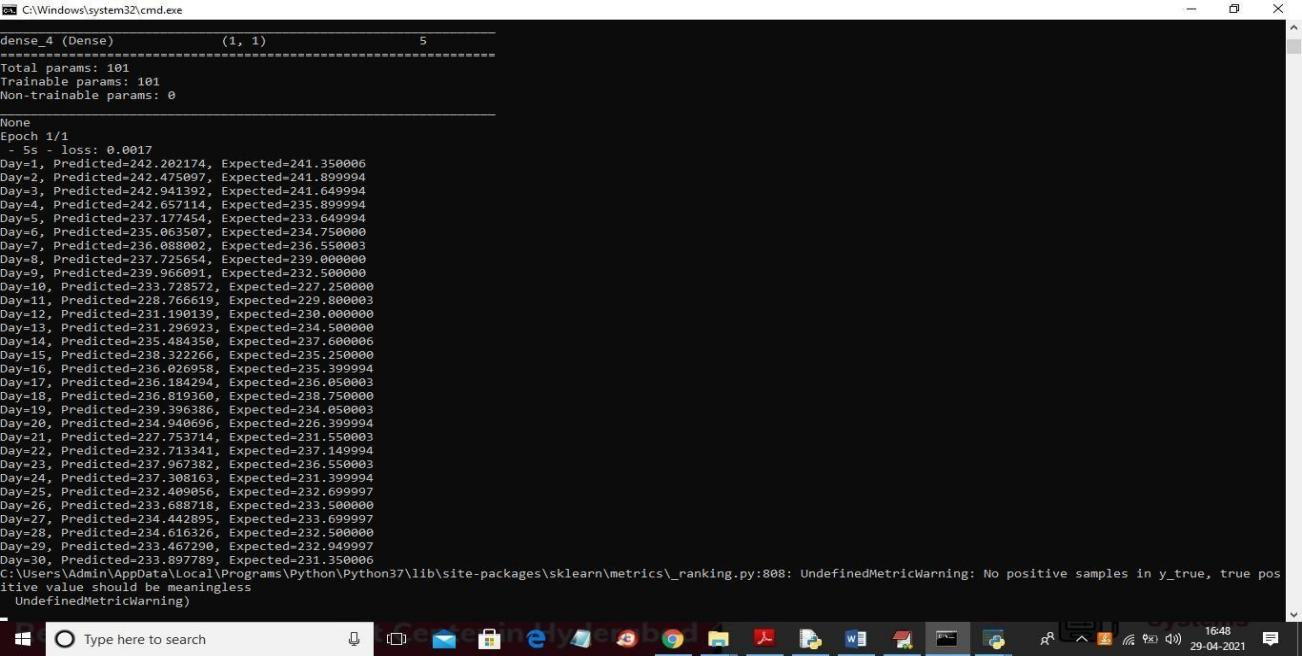 C:\Windows\system32\cmd.exe
dense_4 (Dense) (1, 1) 5
Total params: 101
Trainable params: 101
Non-trainable params: 0
None
Epoch 1/1
- 5s - loss: 0.0017
Day=1, Predicted=242.202174, Expected=241.350006
Day=2, Predicted=242.475097, Expected=241.899994
Day=3, Predicted=242.941392, Expected=241.649994
Day=4, Predicted=242.657114, Expected=235.899994
Day=5, Predicted=237.177454, Expected=233.649994
Day=6, Predicted=235.063507, Expected=234.750000
Day=7, Predicted=236.088002, Expected=236.550003
Day=8, Predicted=237.725654, Expected=239.000000
Day=9, Predicted=239.966091, Expected=232.500000
Day=10, Predicted=233.728572, Expected=227.250000
Day=11, Predicted=228.766619, Expected=229.800003
Day=12, Predicted=231.190139, Expected=230.000000
Day=13, Predicted=231.296923, Expected=234.500000
Day=14, Predicted=235.484350, Expected=237.600006
Day=15, Predicted=238.322266, Expected=235.250000
Day=16, Predicted=236.026958, Expected=235.399994
Day=17, Predicted=236.184294, Expected=236.050003
Day=18, Predicted=236.819360, Expected=238.750000
Day=19, Predicted=239.396386, Expected=234.050003
Day=20, Predicted=234.940696, Expected=226.399994
Day=21, Predicted=227.753714, Expected=231.550003
Day=22, Predicted=232.713341, Expected=237.149994
Day=23, Predicted=237.967382, Expected=236.550003
Day=24, Predicted=237.308163, Expected=231.399994
Day=25, Predicted=232.409056, Expected=232.699997
Day=26, Predicted=233.688718, Expected=233.500000
Day=27, Predicted=234.442895, Expected=233.699997
Day=28, Predicted=234.616326, Expected=232.500000
Day=29, Predicted=233.467290, Expected=232.949997
Day=30, Predicted=233.897789, Expected=231.350006
C:\Users\Admin\AppData\Local\Programs\Python\Python37\lib\site-packages\sklearn\metrics\_ranking.py:808: UndefinedMetricWarning: No positive samples in y_true, true pos
itive value should be meaningless
UndefinedMetricWarning)
Type here to search
16:48
29-04-2021